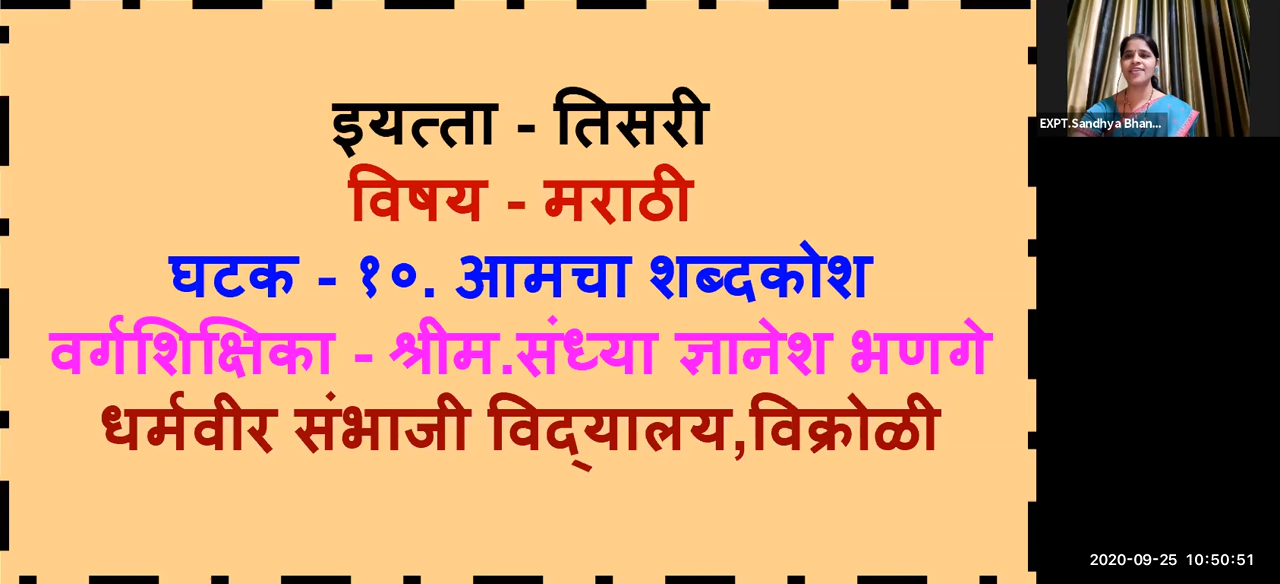 इयत्ता - तिसरी
विषय - मराठी
घटक - १०. आमचा शब्दकोश
वर्गशिक्षिका - श्रीम.संध्या ज्ञानेश भणगे
धर्मवीर संभाजी विद्‌यालय,विक्रोळी
EXPT.Sandhya Bhan...
2020-09-25 10:50:51